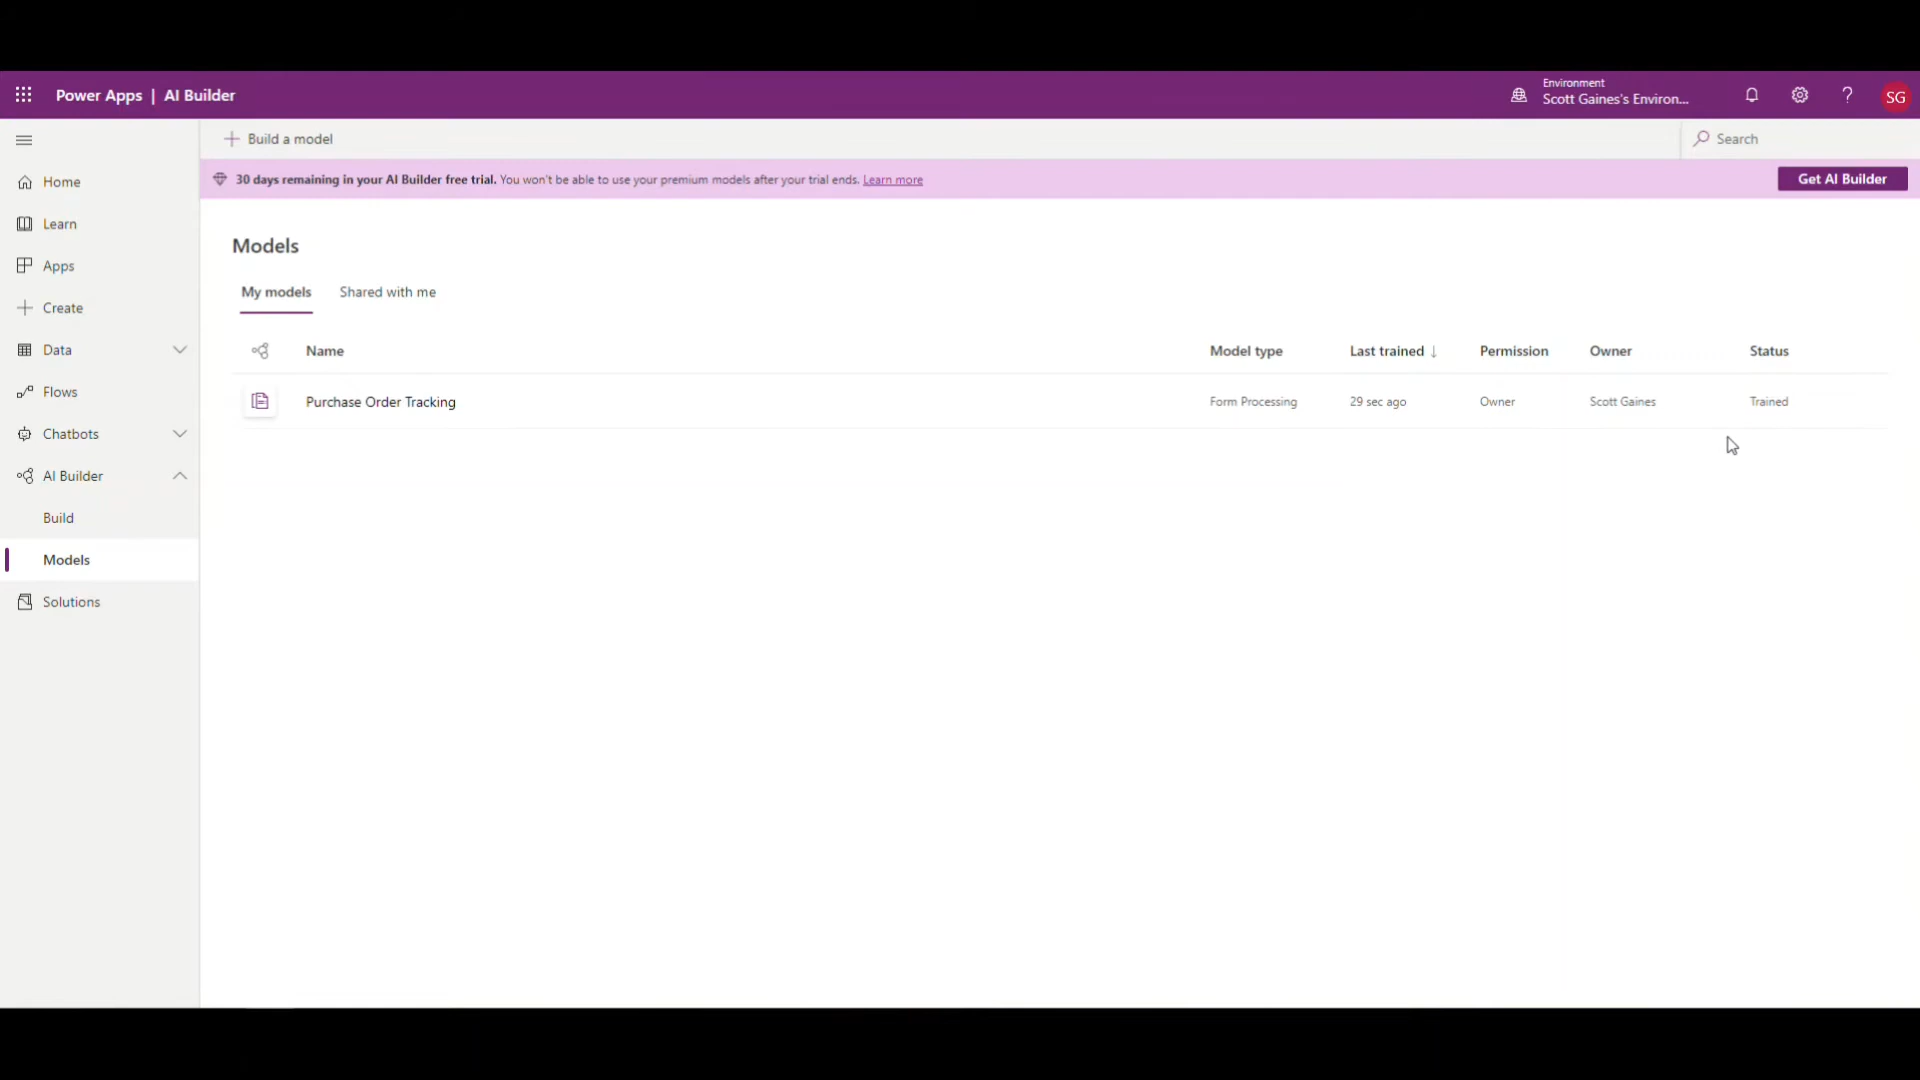 Power Apps | AI Builder
Environment
Scott Gaines's Environ...
?
SG
Build a model
Search
30 days remaining in your AI Builder free trial. You won't be able to use your premium models after your trial ends. Learn more
Get AI Builder
Home
Learn
Apps
Create
Data
Flows
Chatbots
AI Builder
Build
Models
Solutions
Models
My models
Shared with me
Name
Model type
Last trained ↓
Permission
Owner
Status
Purchase Order Tracking
Form Processing
29 sec ago
Owner
Scott Gaines
Trained